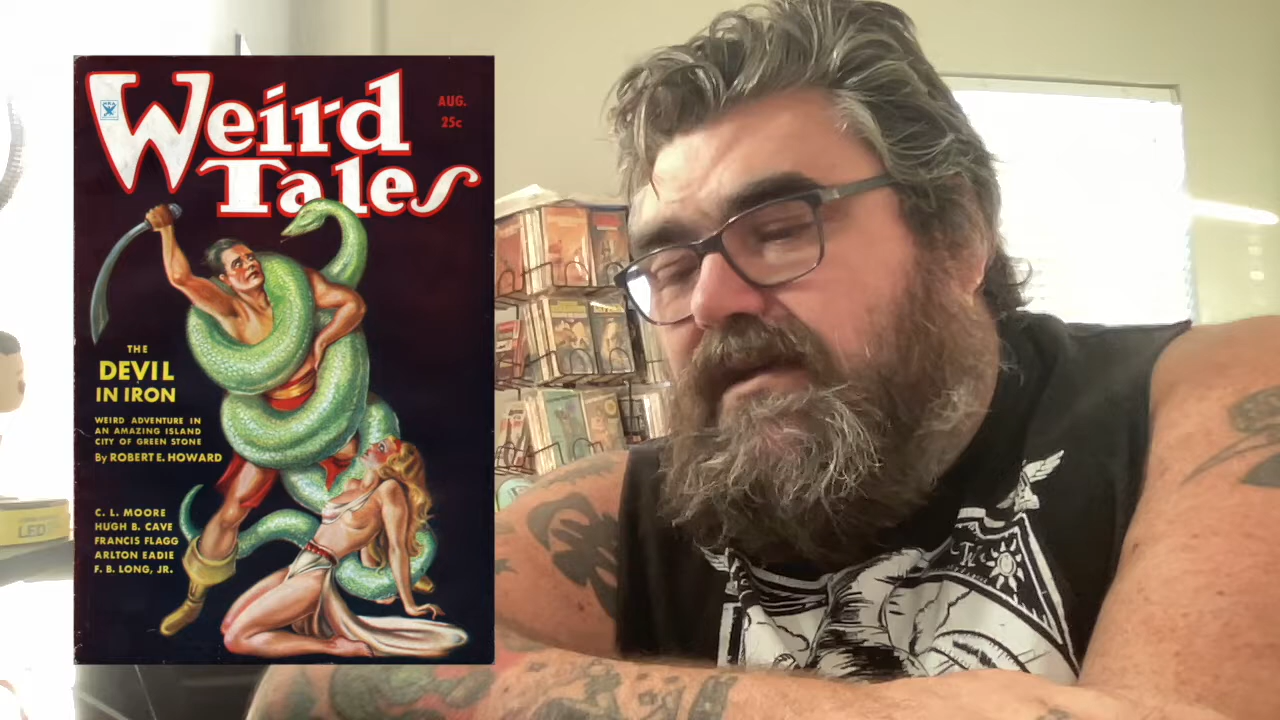 Weird
Tales
AUG.
25c
THE
DEVIL
IN IRON
WEIRD ADVENTURE IN
AN AMAZING ISLAND
CITY OF GREEN STONE
By ROBERT E. HOWARD
C. L. MOORE
HUGH B. CAVE
FRANCIS FLAGG
ARLTON EADIE
F. B. LONG, JR.
LED